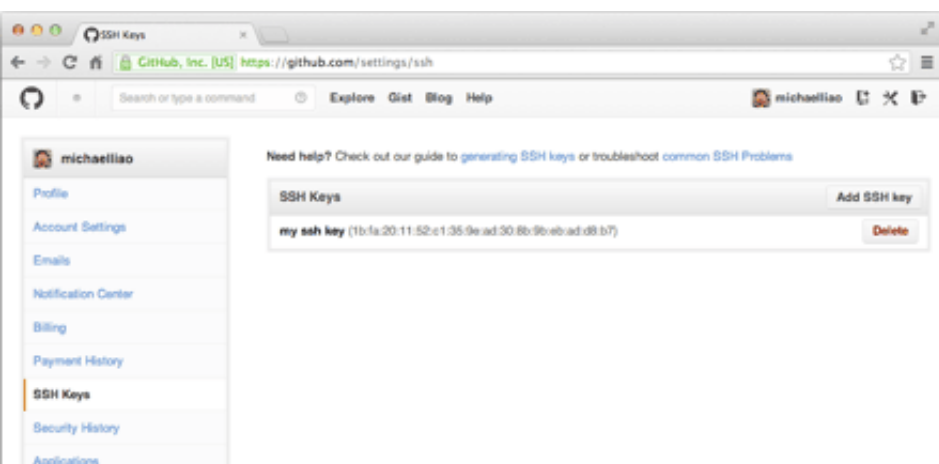 SSH Keys
GitHub, Inc. [US] https://github.com/settings/ssh
Search or type a command Explore Gist Blog Help michaelliao
michaelliao
Need help? Check out our guide to generating SSH keys or troubleshoot common SSH Problems
Profile
SSH Keys Add SSH key
Account Settings
my ssh key (1b:fa:20:11:52:c1:35:9e:ad:30:8b:9b:eb:ad:d8:b7) Delete
Emails
Notification Center
Billing
Payment History
SSH Keys
Security History
Applications